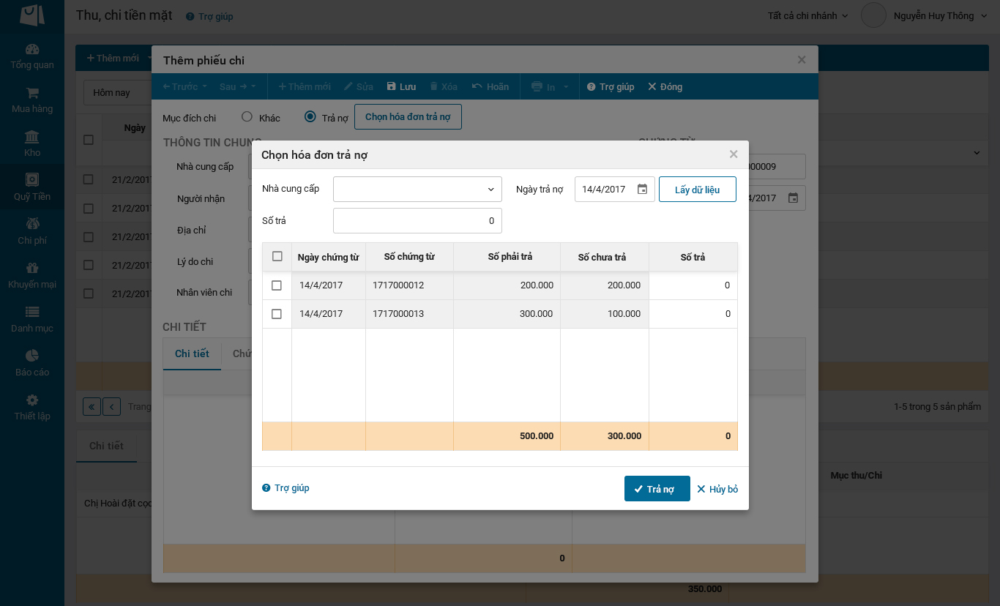 Thu, chi tiền mặt Trợ giúp Tất cả chi nhánh Nguyễn Huy Thông
Tổng quan
Mua hàng
Kho
Quỹ Tiền
Chi phí
Khuyến mại
Danh mục
Báo cáo
Thiết lập
Thêm mới
Hôm nay
Ngày
21/2/2017
21/2/2017
21/2/2017
21/2/2017
21/2/2017
Trang
1-5 trong 5 sản phẩm
Chi tiết
Mục thu/Chi
Chị Hoài đặt cọc
350.000
Thêm phiếu chi
Trước Sau Thêm mới Sửa Lưu Xóa Hoãn In Trợ giúp Đóng
Mục đích chi Khác Trả nợ Chọn hóa đơn trả nợ
THÔNG TIN CHUNG CHỨNG TỪ
Nhà cung cấp 000009
Người nhận 4/2017
Địa chỉ
Lý do chi
Nhân viên chi
CHI TIẾT
Chi tiết Chứ
0
Chọn hóa đơn trả nợ
Nhà cung cấp Ngày trả nợ 14/4/2017 Lấy dữ liệu
Số trả 0
Ngày chứng từ Số chứng từ Số phải trả Số chưa trả Số trả
14/4/2017 1717000012 200.000 200.000 0
14/4/2017 1717000013 300.000 100.000 0
500.000 300.000 0
Trợ giúp Trả nợ Hủy bỏ